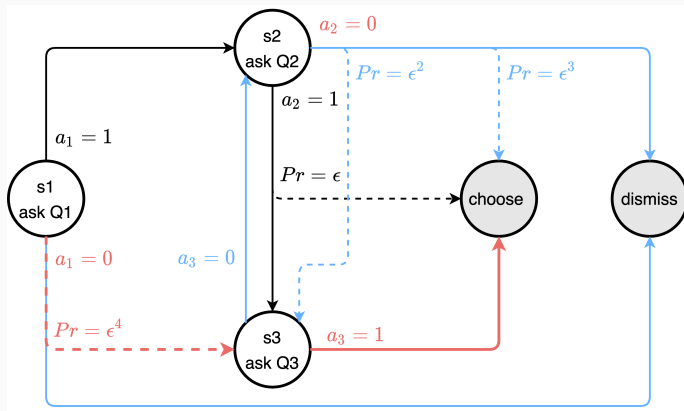 s2
ask Q2
a₂ = 0
Pr = ϵ²
Pr = ϵ³
a₂ = 1
a₁ = 1
s1
ask Q1
Pr = ϵ
choose
dismiss
a₁ = 0
a₃ = 0
Pr = ϵ⁴
s3
ask Q3
a₃ = 1